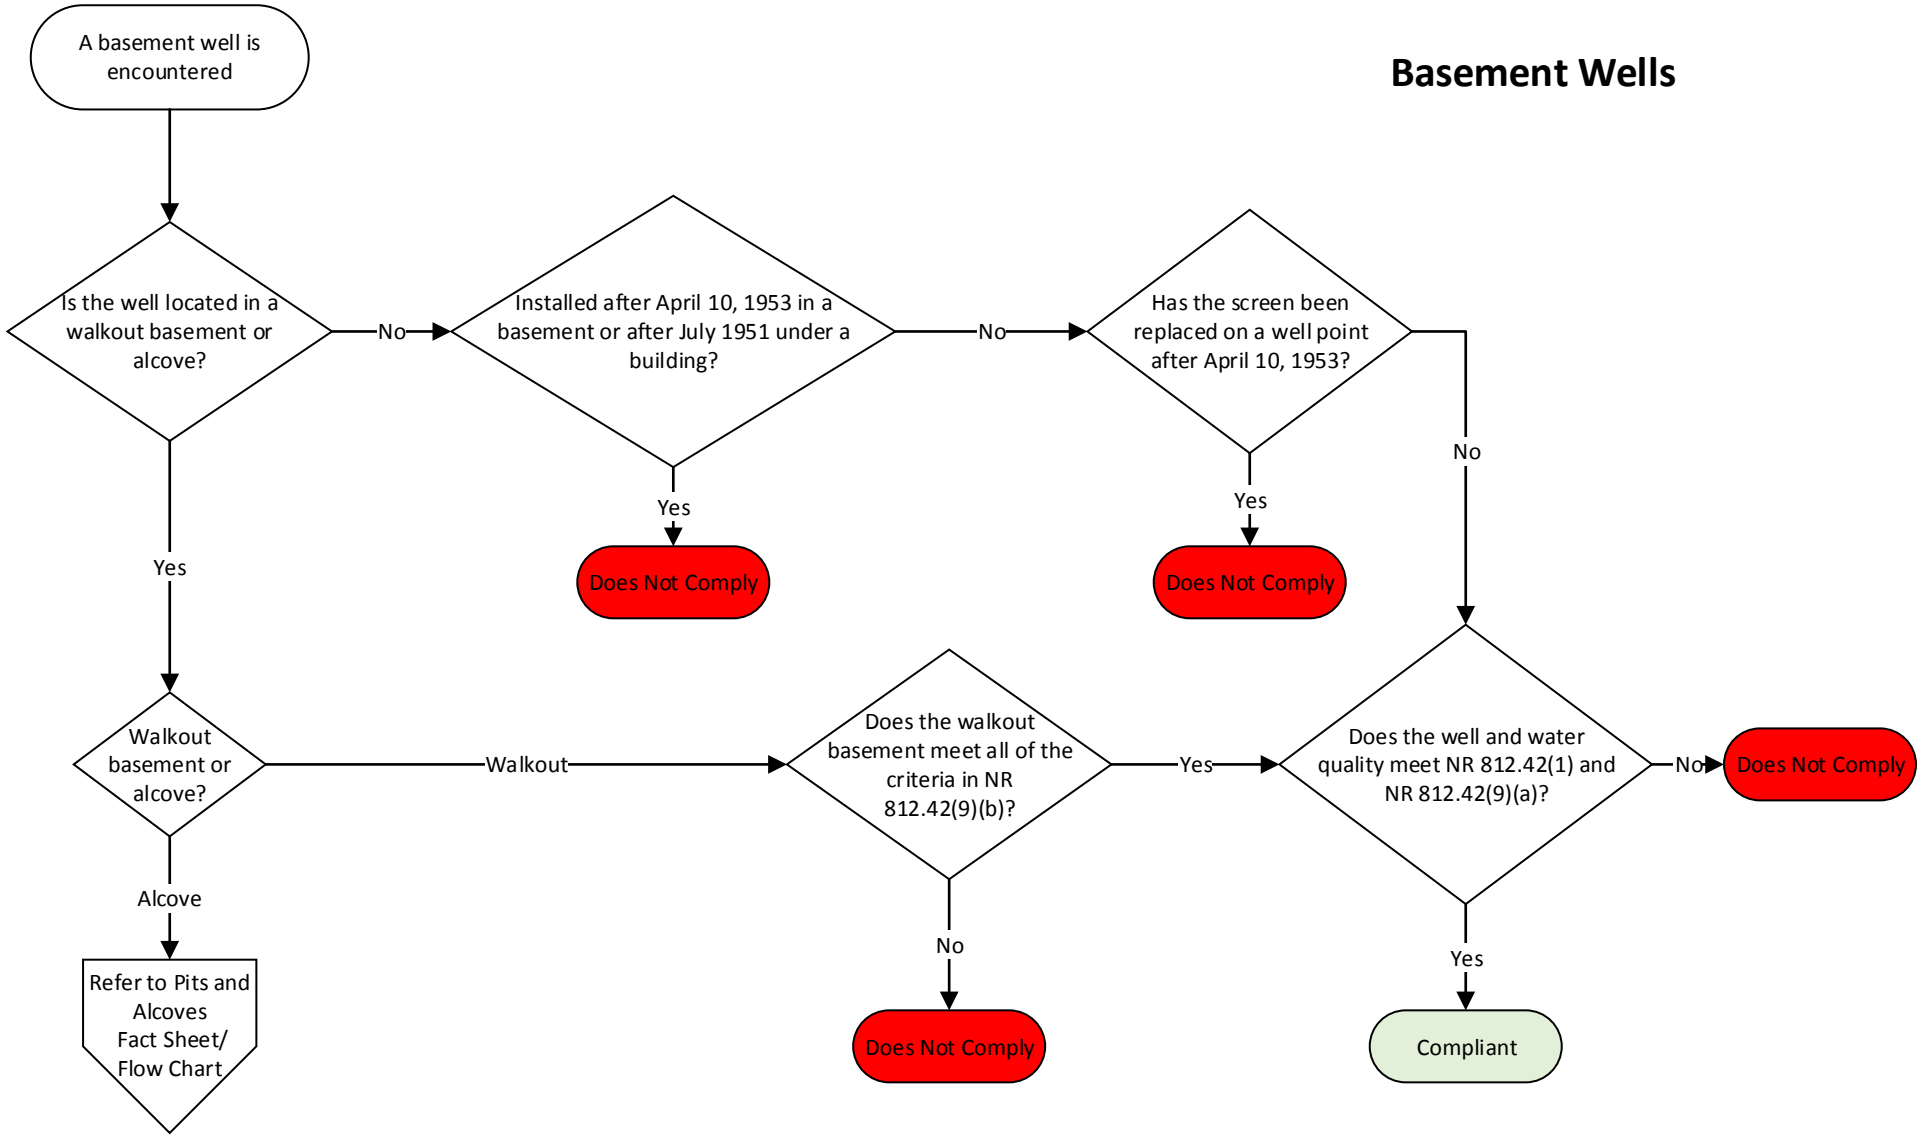 A basement well is
encountered
Basement Wells
Is the well located in a
walkout basement or
alcove?
No
Installed after April 10, 1953 in a
basement or after July 1951 under a
building?
No
Has the screen been
replaced on a well point
after April 10, 1953?
No
Yes
Yes
Yes
Does Not Comply
Does Not Comply
Walkout
basement or
alcove?
Walkout
Does the walkout
basement meet all of the
criteria in NR
812.42(9)(b)?
Yes
Does the well and water
quality meet NR 812.42(1) and
NR 812.42(9)(a)?
No
Does Not Comply
Alcove
No
Yes
Refer to Pits and
Alcoves
Fact Sheet/
Flow Chart
Does Not Comply
Compliant